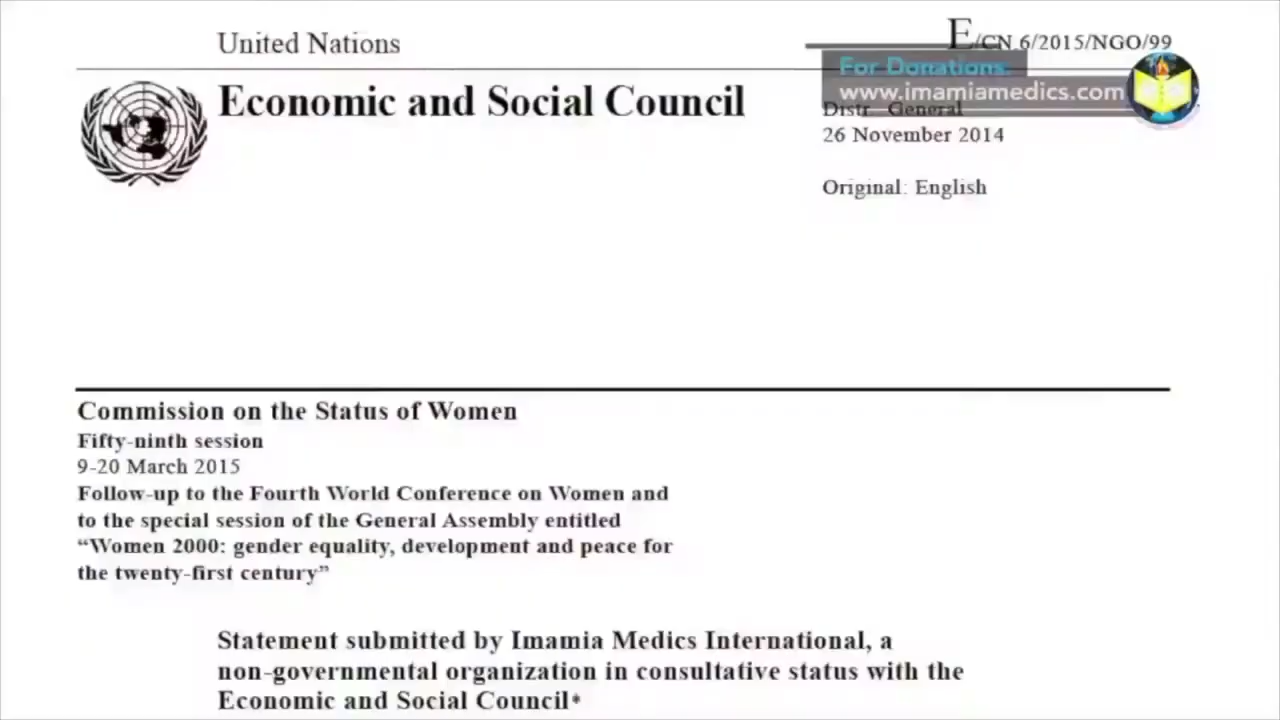 United Nations
E/CN.6/2015/NGO/99
For Donations:
www.imamiamedics.com
Economic and Social Council
Distr.: General
26 November 2014
Original: English
Commission on the Status of Women
Fifty-ninth session
9-20 March 2015
Follow-up to the Fourth World Conference on Women and
to the special session of the General Assembly entitled
“Women 2000: gender equality, development and peace for
the twenty-first century”
Statement submitted by Imamia Medics International, a
non-governmental organization in consultative status with the
Economic and Social Council*